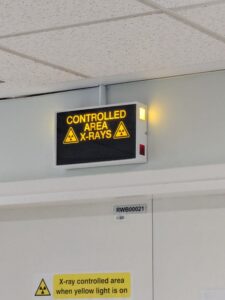 CONTROLLED
AREA
X-RAYS
RWB00021
X-ray controlled area
when yellow light is on